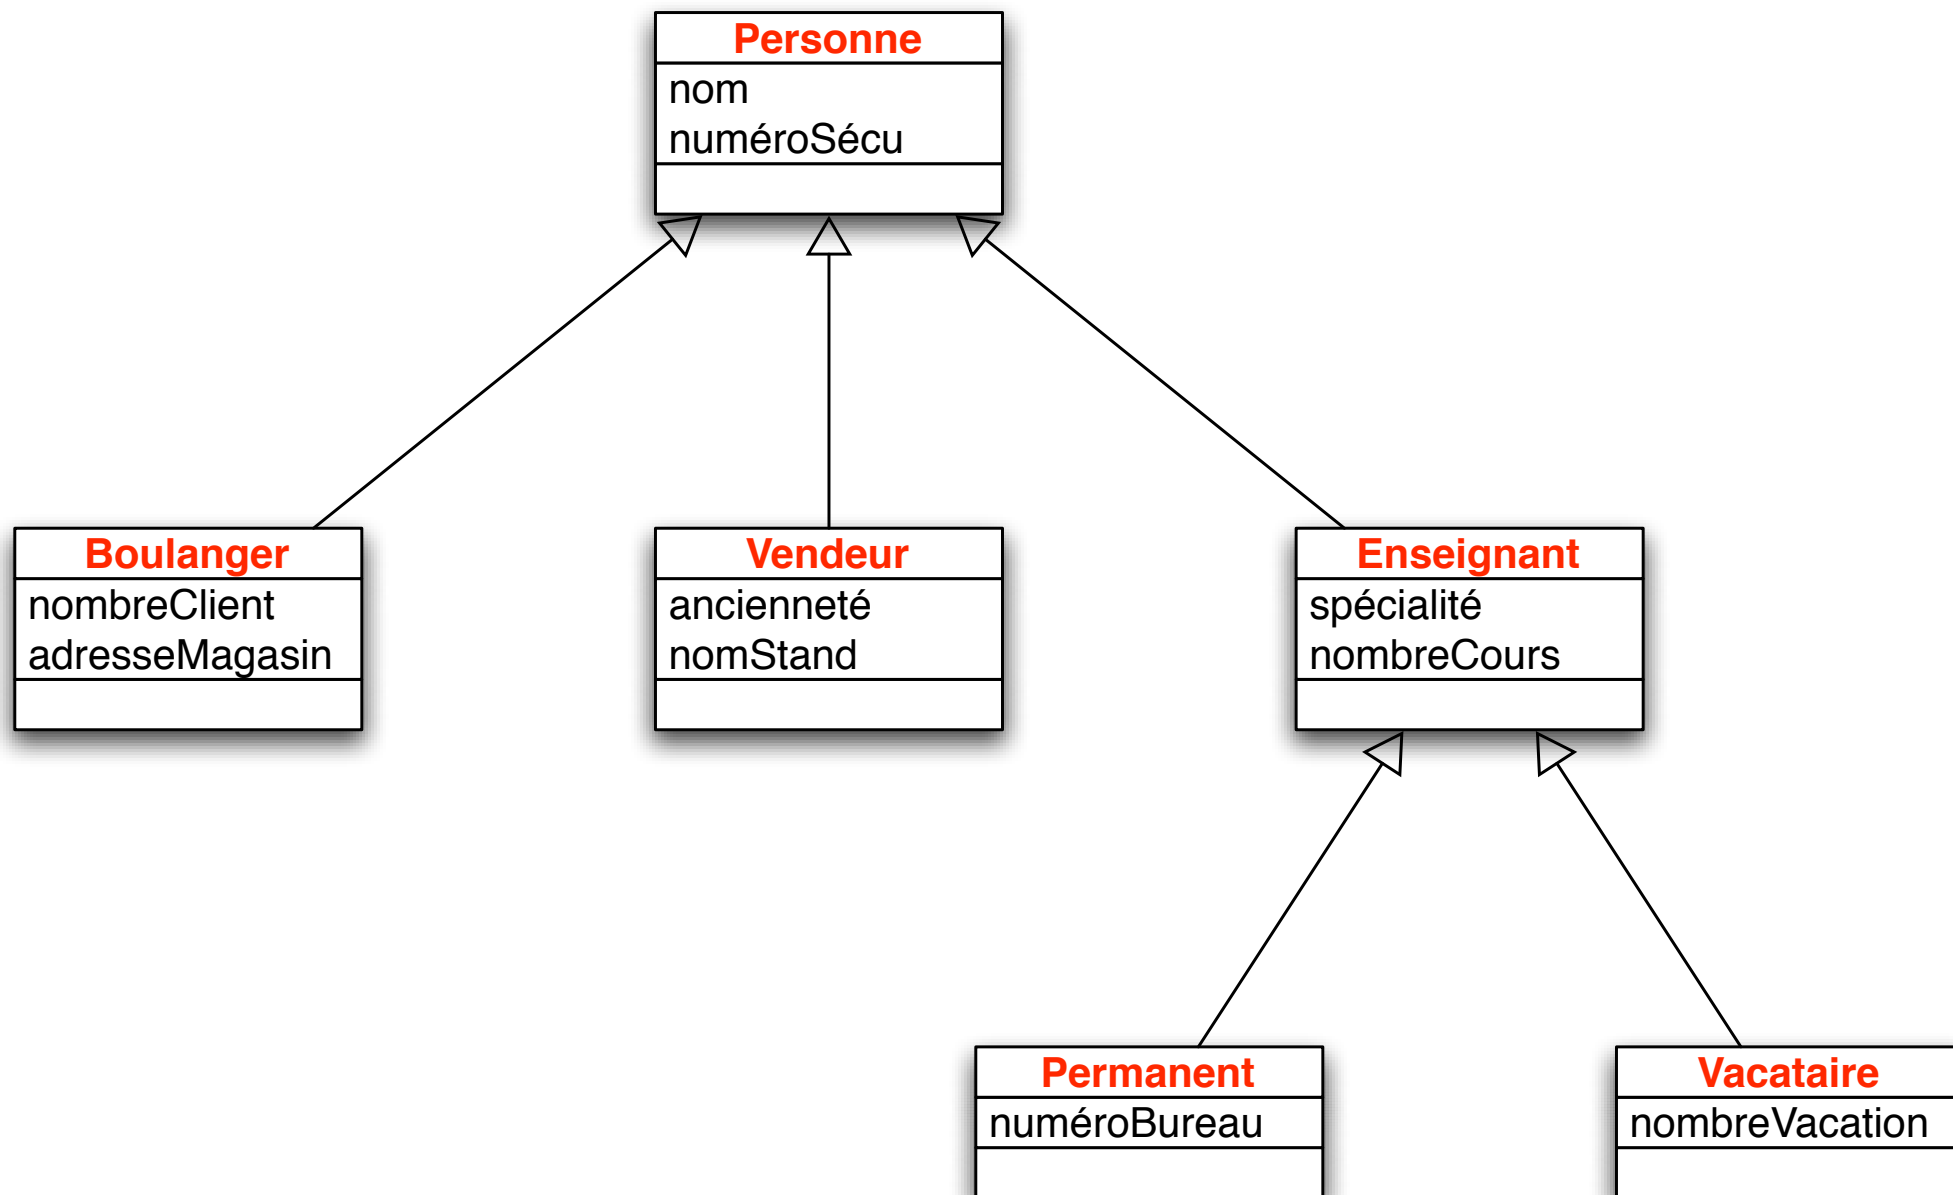 Personne
nom
numéroSécu
Boulanger
nombreClient
adresseMagasin
Vendeur
ancienneté
nomStand
Enseignant
spécialité
nombreCours
Permanent
numéroBureau
Vacataire
nombreVacation